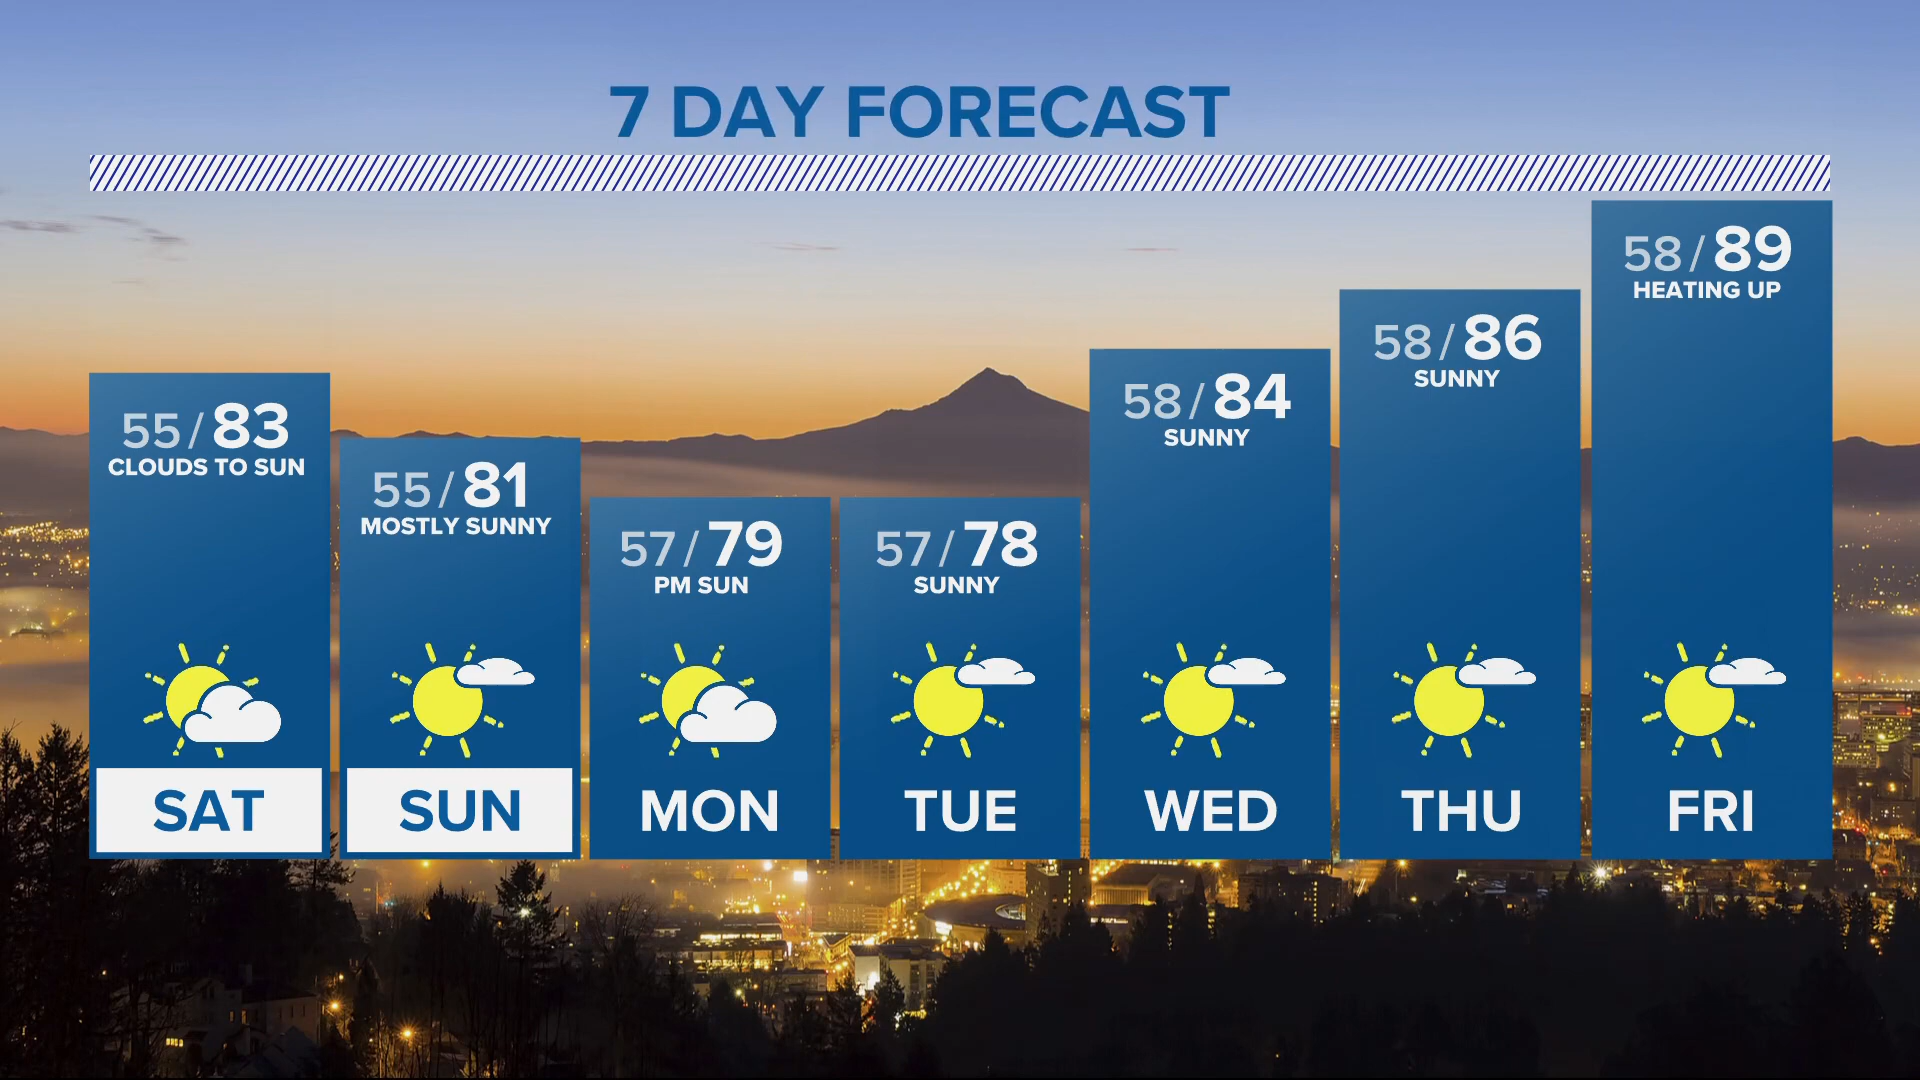 7 DAY FORECAST
55/83
CLOUDS TO SUN
SAT
55/81
MOSTLY SUNNY
SUN
57/79
PM SUN
MON
57/78
SUNNY
TUE
58/84
SUNNY
WED
58/86
SUNNY
THU
58/89
HEATING UP
FRI